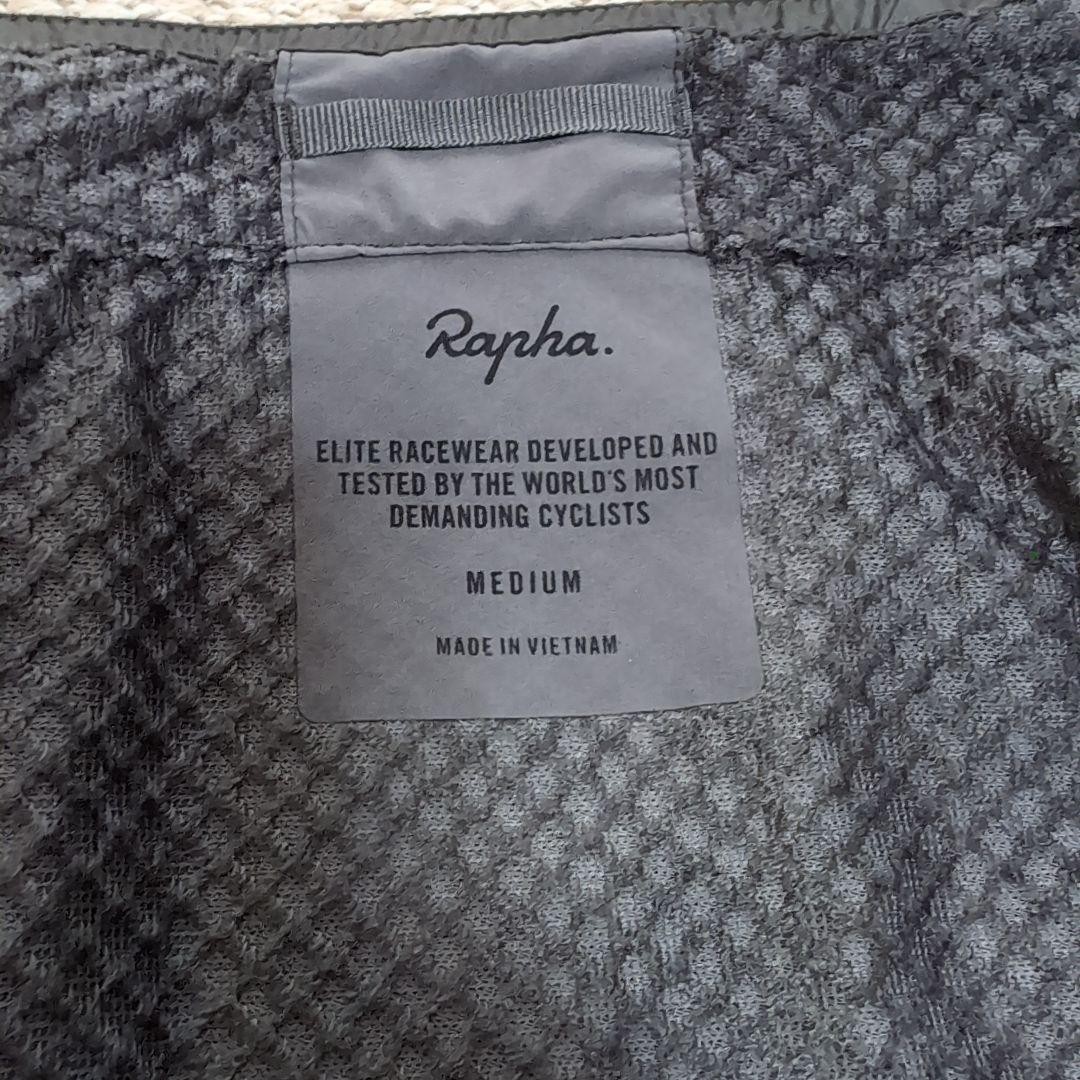 Rapha.
ELITE RACEWEAR DEVELOPED AND
TESTED BY THE WORLD'S MOST
DEMANDING CYCLISTS
MEDIUM
MADE IN VIETNAM